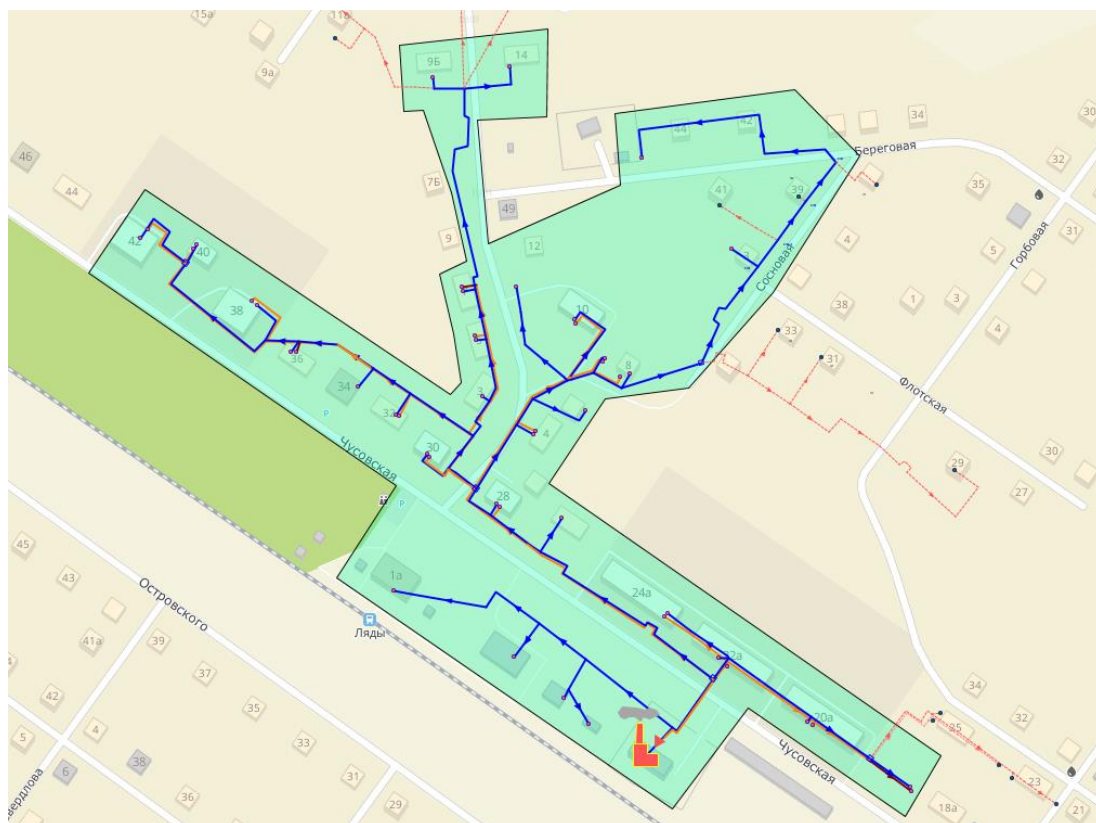 15а
11а
9а
9Б
14
46
44
7Б
9
49
12
44
42
34
Береговая
30
32
35
31
41
39
4
5
Горбовая
42
40
38
10
8
Сосновая
38
1
3
4
33
31
Флотская
36
34
32
3
4
30
Чусовская
28
P
P
29
30
27
45
43
Островского
1а
Ляды
24а
22а
20а
41а
39
37
35
33
31
29
42
4
5
6
38
36
вердлова
Чусовская
34
32
35
23
21
18а